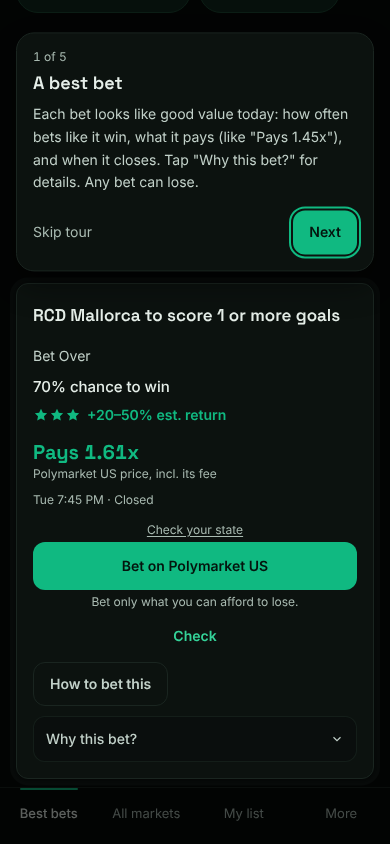 1 of 5
A best bet
Each bet looks like good value today: how often
bets like it win, what it pays (like "Pays 1.45x"),
and when it closes. Tap "Why this bet?" for
details. Any bet can lose.
Skip tour
Next
RCD Mallorca to score 1 or more goals
Bet Over
70% chance to win
★★★ +20–50% est. return
Pays 1.61x
Polymarket US price, incl. its fee
Tue 7:45 PM · Closed
Check your state
Bet on Polymarket US
Bet only what you can afford to lose.
Check
How to bet this
Why this bet?
Best bets
All markets
My list
More